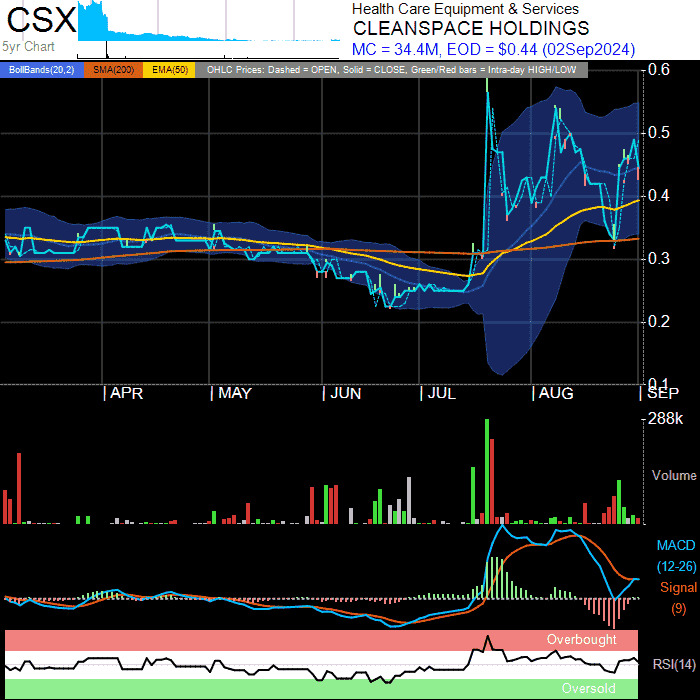 CSX
5yr Chart
Health Care Equipment & Services
CLEANSPACE HOLDINGS
MC = 34.4M, EOD = $0.44 (02Sep2024)
BollBands(20,2) SMA(200) EMA(50) OHLC Prices: Dashed = OPEN, Solid = CLOSE, Green/Red bars = Intra-day HIGH/LOW
0.6
0.5
0.4
0.3
0.2
0.1
APR MAY JUN JUL AUG SEP
288k
Volume
MACD
(12-26)
Signal
(9)
Overbought
RSI(14)
Oversold